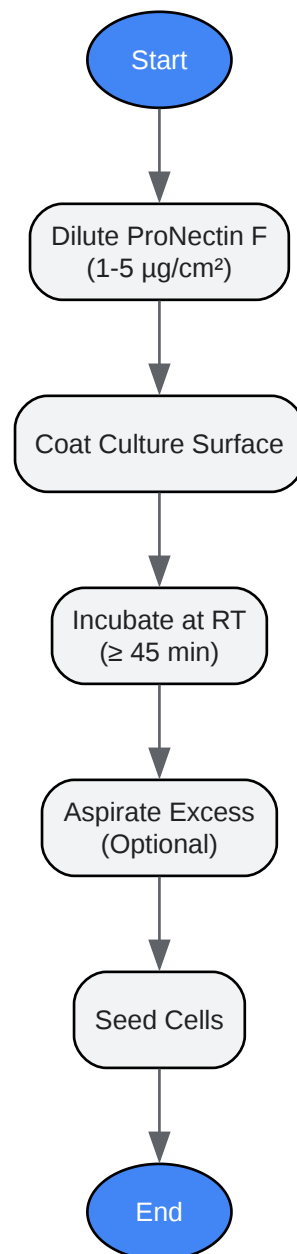 Start
Dilute ProNectin F
(1-5 µg/cm²)
Coat Culture Surface
Incubate at RT
(≥ 45 min)
Aspirate Excess
(Optional)
Seed Cells
End